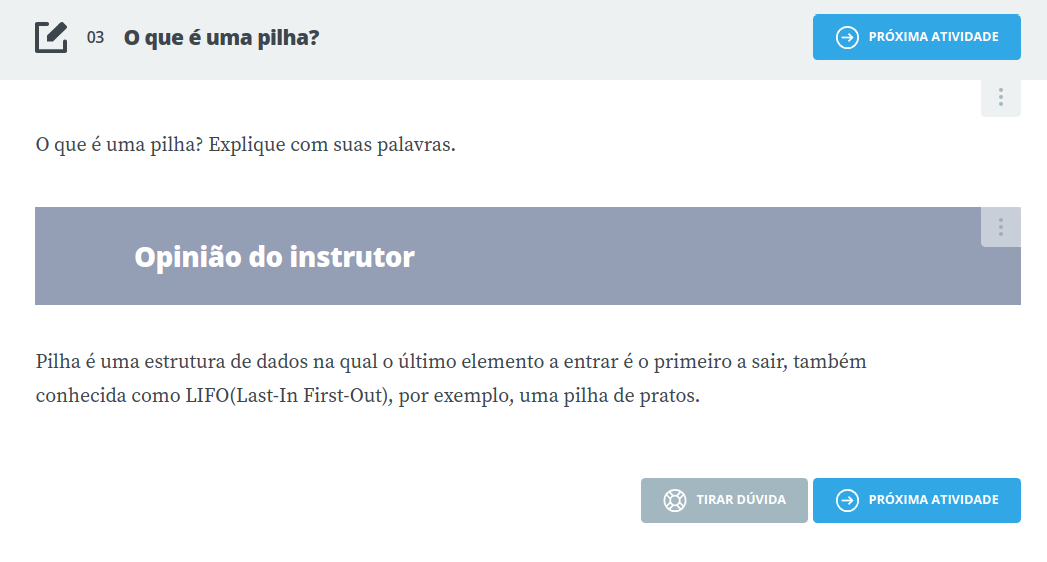 03 O que é uma pilha?
PRÓXIMA ATIVIDADE
O que é uma pilha? Explique com suas palavras.
Opinião do instrutor
Pilha é uma estrutura de dados na qual o último elemento a entrar é o primeiro a sair, também
conhecida como LIFO(Last-In First-Out), por exemplo, uma pilha de pratos.
TIRAR DÚVIDA
PRÓXIMA ATIVIDADE